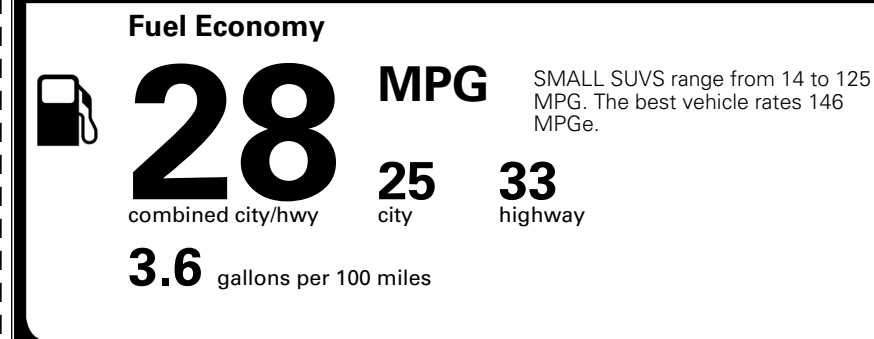 Fuel Economy
28 MPG
SMALL SUVS range from 14 to 125
MPG. The best vehicle rates 146
MPGe.
25 33
combined city/hwy city highway
3.6 gallons per 100 miles